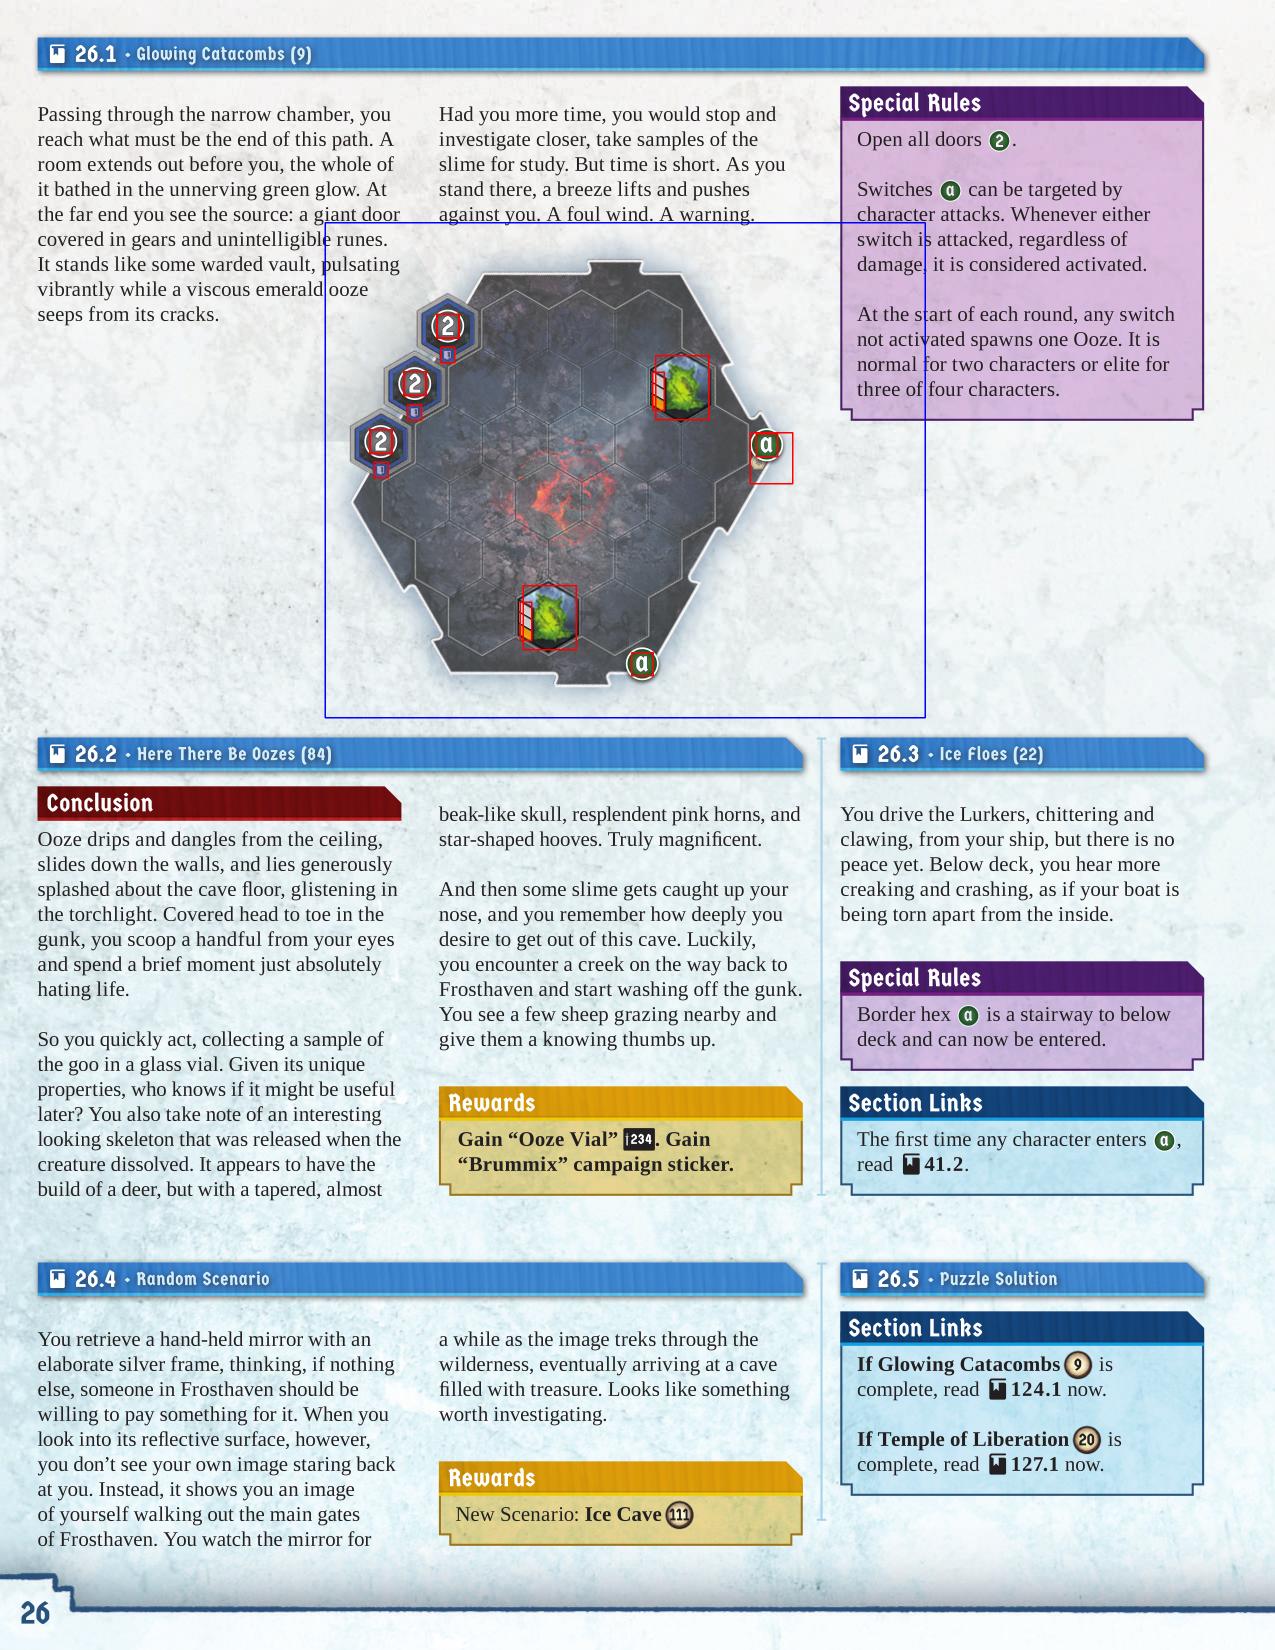 26.1 • Glowing Catacombs (9)
Passing through the narrow chamber, you
reach what must be the end of this path. A
room extends out before you, the whole of
it bathed in the unnerving green glow. At
the far end you see the source: a giant door
covered in gears and unintelligible runes.
It stands like some warded vault, pulsating
vibrantly while a viscous emerald ooze
seeps from its cracks.
Had you more time, you would stop and
investigate closer, take samples of the
slime for study. But time is short. As you
stand there, a breeze lifts and pushes
against you. A foul wind. A warning.
Special Rules
Open all doors 2.
Switches a can be targeted by
character attacks. Whenever either
switch is attacked, regardless of
damage, it is considered activated.
At the start of each round, any switch
not activated spawns one Ooze. It is
normal for two characters or elite for
three of four characters.
2
2
2
a
a
26.2 • Here There Be Oozes (84)
Conclusion
Ooze drips and dangles from the ceiling,
slides down the walls, and lies generously
splashed about the cave floor, glistening in
the torchlight. Covered head to toe in the
gunk, you scoop a handful from your eyes
and spend a brief moment just absolutely
hating life.
So you quickly act, collecting a sample of
the goo in a glass vial. Given its unique
properties, who knows if it might be useful
later? You also take note of an interesting
looking skeleton that was released when the
creature dissolved. It appears to have the
build of a deer, but with a tapered, almost
beak-like skull, resplendent pink horns, and
star-shaped hooves. Truly magnificent.
And then some slime gets caught up your
nose, and you remember how deeply you
desire to get out of this cave. Luckily,
you encounter a creek on the way back to
Frosthaven and start washing off the gunk.
You see a few sheep grazing nearby and
give them a knowing thumbs up.
Rewards
Gain “Ooze Vial” 234. Gain
“Brummix” campaign sticker.
26.3 • Ice Floes (22)
You drive the Lurkers, chittering and
clawing, from your ship, but there is no
peace yet. Below deck, you hear more
creaking and crashing, as if your boat is
being torn apart from the inside.
Special Rules
Border hex a is a stairway to below
deck and can now be entered.
Section Links
The first time any character enters a,
read 41.2.
26.4 • Random Scenario
You retrieve a hand-held mirror with an
elaborate silver frame, thinking, if nothing
else, someone in Frosthaven should be
willing to pay something for it. When you
look into its reflective surface, however,
you don’t see your own image staring back
at you. Instead, it shows you an image
of yourself walking out the main gates
of Frosthaven. You watch the mirror for
a while as the image treks through the
wilderness, eventually arriving at a cave
filled with treasure. Looks like something
worth investigating.
Rewards
New Scenario: Ice Cave 111
26.5 • Puzzle Solution
Section Links
If Glowing Catacombs 9 is
complete, read 124.1 now.
If Temple of Liberation 20 is
complete, read 127.1 now.
26